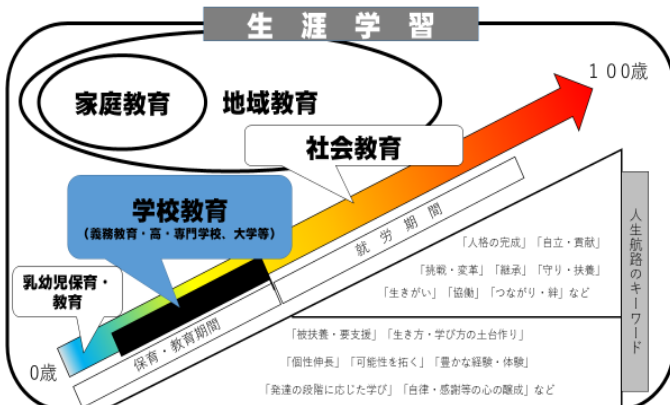 生涯学習
100歳
家庭教育
地域教育
社会教育
学校教育
(義務教育・高・専門学校、大学等)
乳幼児保育・
教育
0歳
保育・教育期間
就労期間
「人格の完成」「自立・貢献」
「挑戦・変革」「継承」「守り・扶養」
「生きがい」「協働」「つながり・絆」など
「被扶養・要支援」「生き方・学び方の土台作り」
「個性伸長」「可能性を拓く」「豊かな経験・体験」
「発達の段階に応じた学び」「自律・感謝等の心の醸成」など
人生航路のキーワード